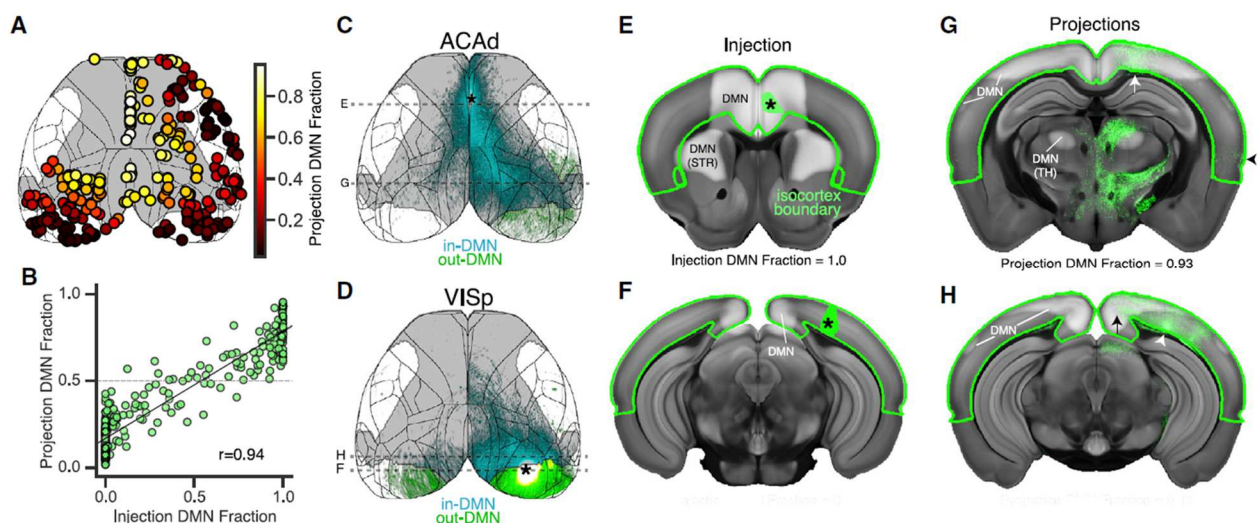 A
0.8
0.6
0.4
0.2
Projection DMN Fraction
B
1.0
0.5
0.0
Projection DMN Fraction
r=0.94
0.0
0.5
1.0
Injection DMN Fraction
C
ACAd
*
E
G
in-DMN
out-DMN
D
VISp
H
F
*
in-DMN
out-DMN
E
Injection
DMN
*
DMN
(STR)
isocortex
boundary
Injection DMN Fraction = 1.0
F
*
DMN
G
Projections
DMN
DMN
(TH)
Projection DMN Fraction = 0.93
H
DMN